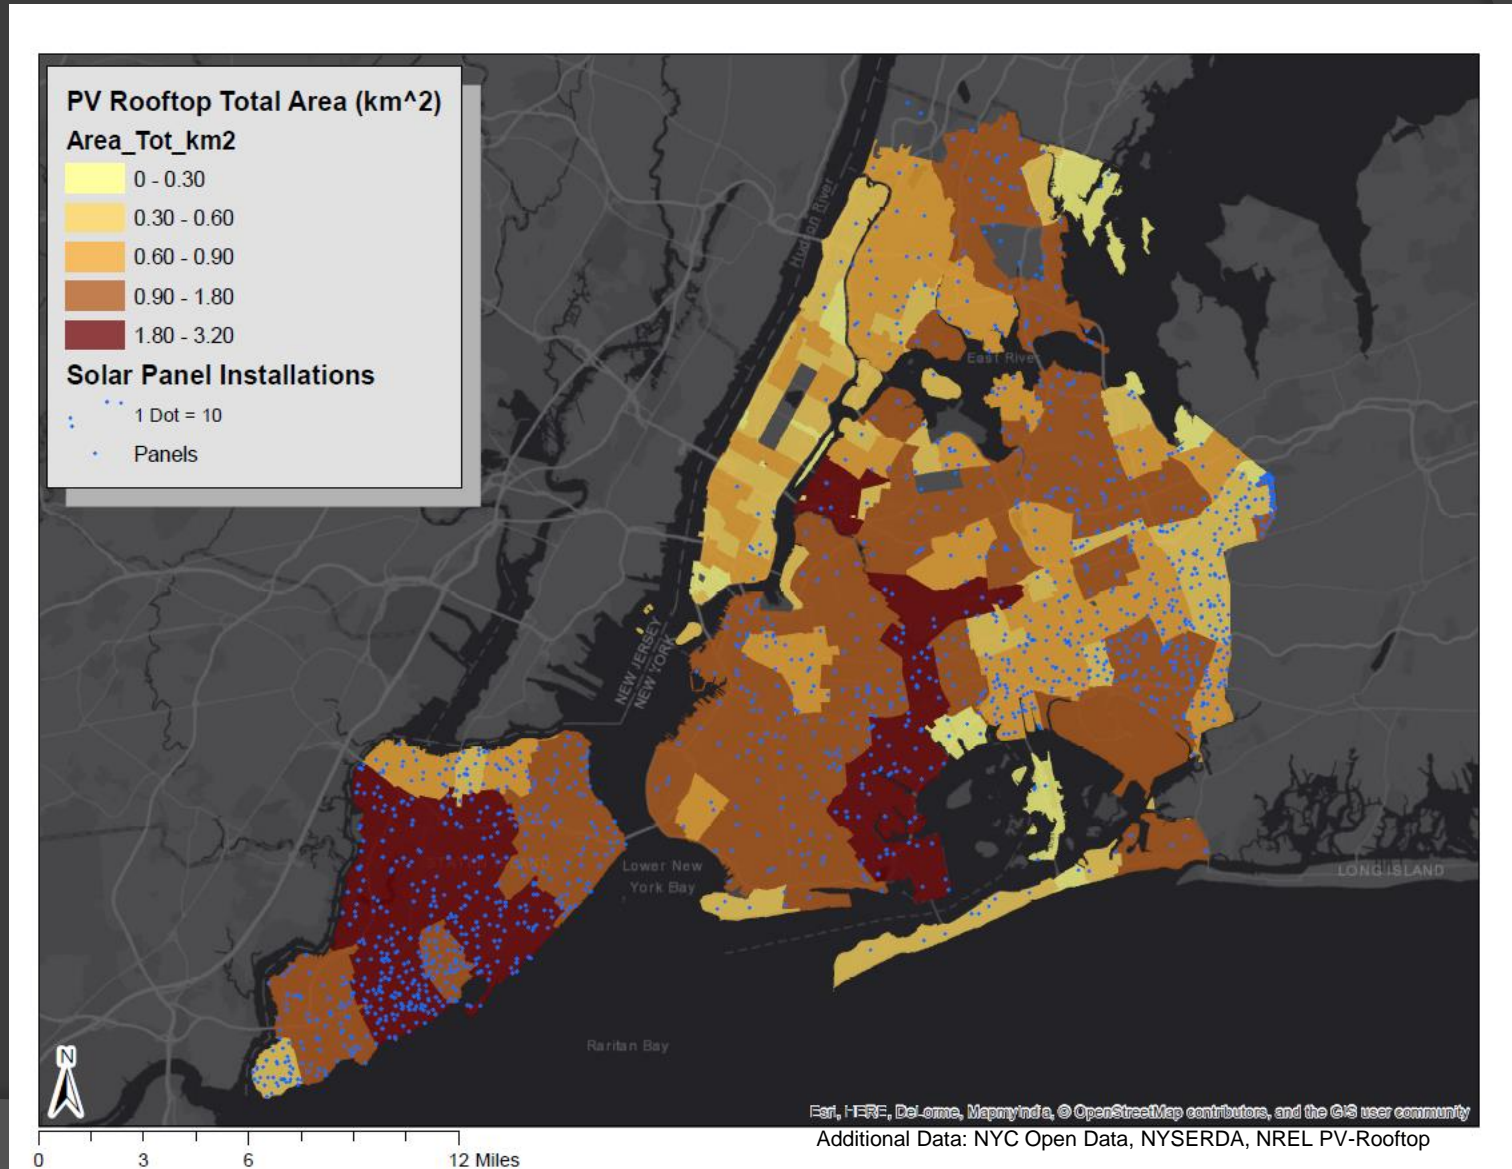 PV Rooftop Total Area (km^2)
Area_Tot_km2
0 - 0.30
0.30 - 0.60
0.60 - 0.90
0.90 - 1.80
1.80 - 3.20
Solar Panel Installations
1 Dot = 10
Panels
Hudson River
East River
NEW JERSEY
NEW YORK
Lower New
York Bay
LONG ISLAND
Raritan Bay
N
Esri, HERE, DeLorme, MapmyIndia, © OpenStreetMap contributors, and the GIS user community
Additional Data: NYC Open Data, NYSERDA, NREL PV-Rooftop
0 3 6 12 Miles